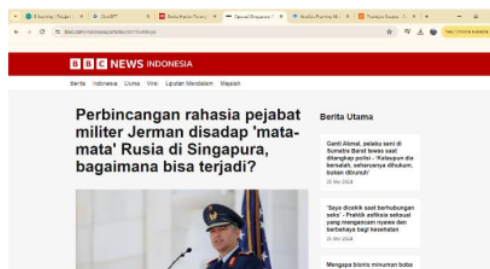 BBC NEWS INDONESIA
Berita Indonesia Dunia Viral Liputan Mendalam Majalah
Perbincangan rahasia pejabat
militer Jerman disadap 'mata-
mata' Rusia di Singapura,
bagaimana bisa terjadi?
Berita Utama
Ganti Akmal, pelaku seni di
Sumatra Barat tewas saat
ditangkap polisi - 'Kalaupun dia
bersalah, seharusnya dihukum,
bukan dibunuh'
25 Mei 2024
'Saya dicekik saat berhubungan
seks' - Praktik asfiksia seksual
yang mengancam nyawa dan
berbahaya bagi kesehatan
Mengapa bisnis minuman boba